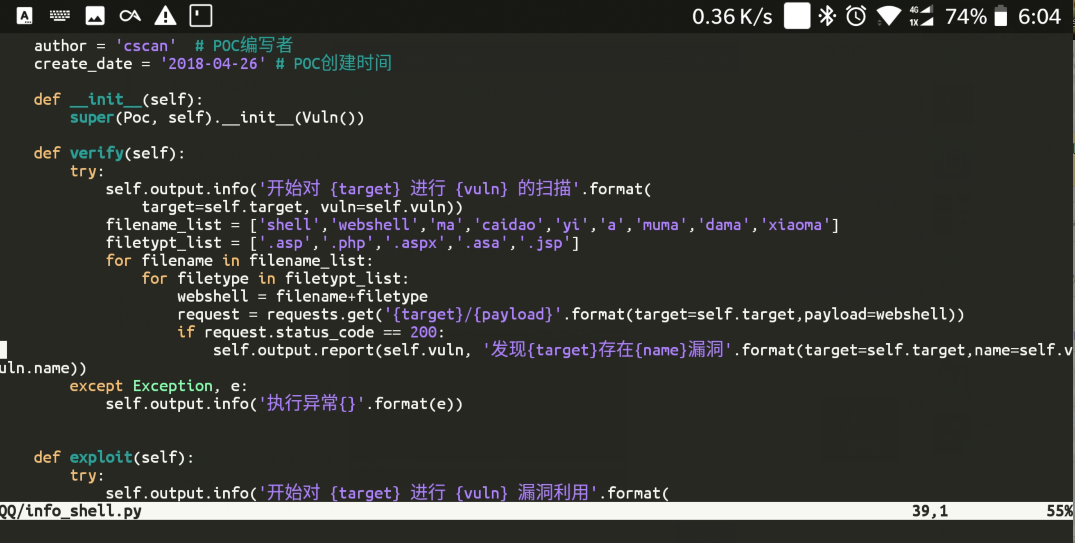 0.36 K/s 4G 1X 74% 6:04
author = 'cscan'  # POC编写者
create_date = '2018-04-26' # POC创建时间
def __init__(self):
super(Poc, self).__init__(Vuln())
def verify(self):
try:
self.output.info('开始对 {target} 进行 {vuln} 的扫描'.format(
target=self.target, vuln=self.vuln))
filename_list = ['shell','webshell','ma','caidao','yi','a','muma','dama','xiaoma']
filetypt_list = ['.asp','.php','.aspx','.asa','.jsp']
for filename in filename_list:
for filetype in filetypt_list:
webshell = filename+filetype
request = requests.get('{target}/{payload}'.format(target=self.target,payload=webshell))
if request.status_code == 200:
self.output.report(self.vuln, '发现{target}存在{name}漏洞'.format(target=self.target,name=self.v
uln.name))
except Exception, e:
self.output.info('执行异常{}'.format(e))
def exploit(self):
try:
self.output.info('开始对 {target} 进行 {vuln} 漏洞利用'.format(
QQ/info_shell.py 39,1 55%